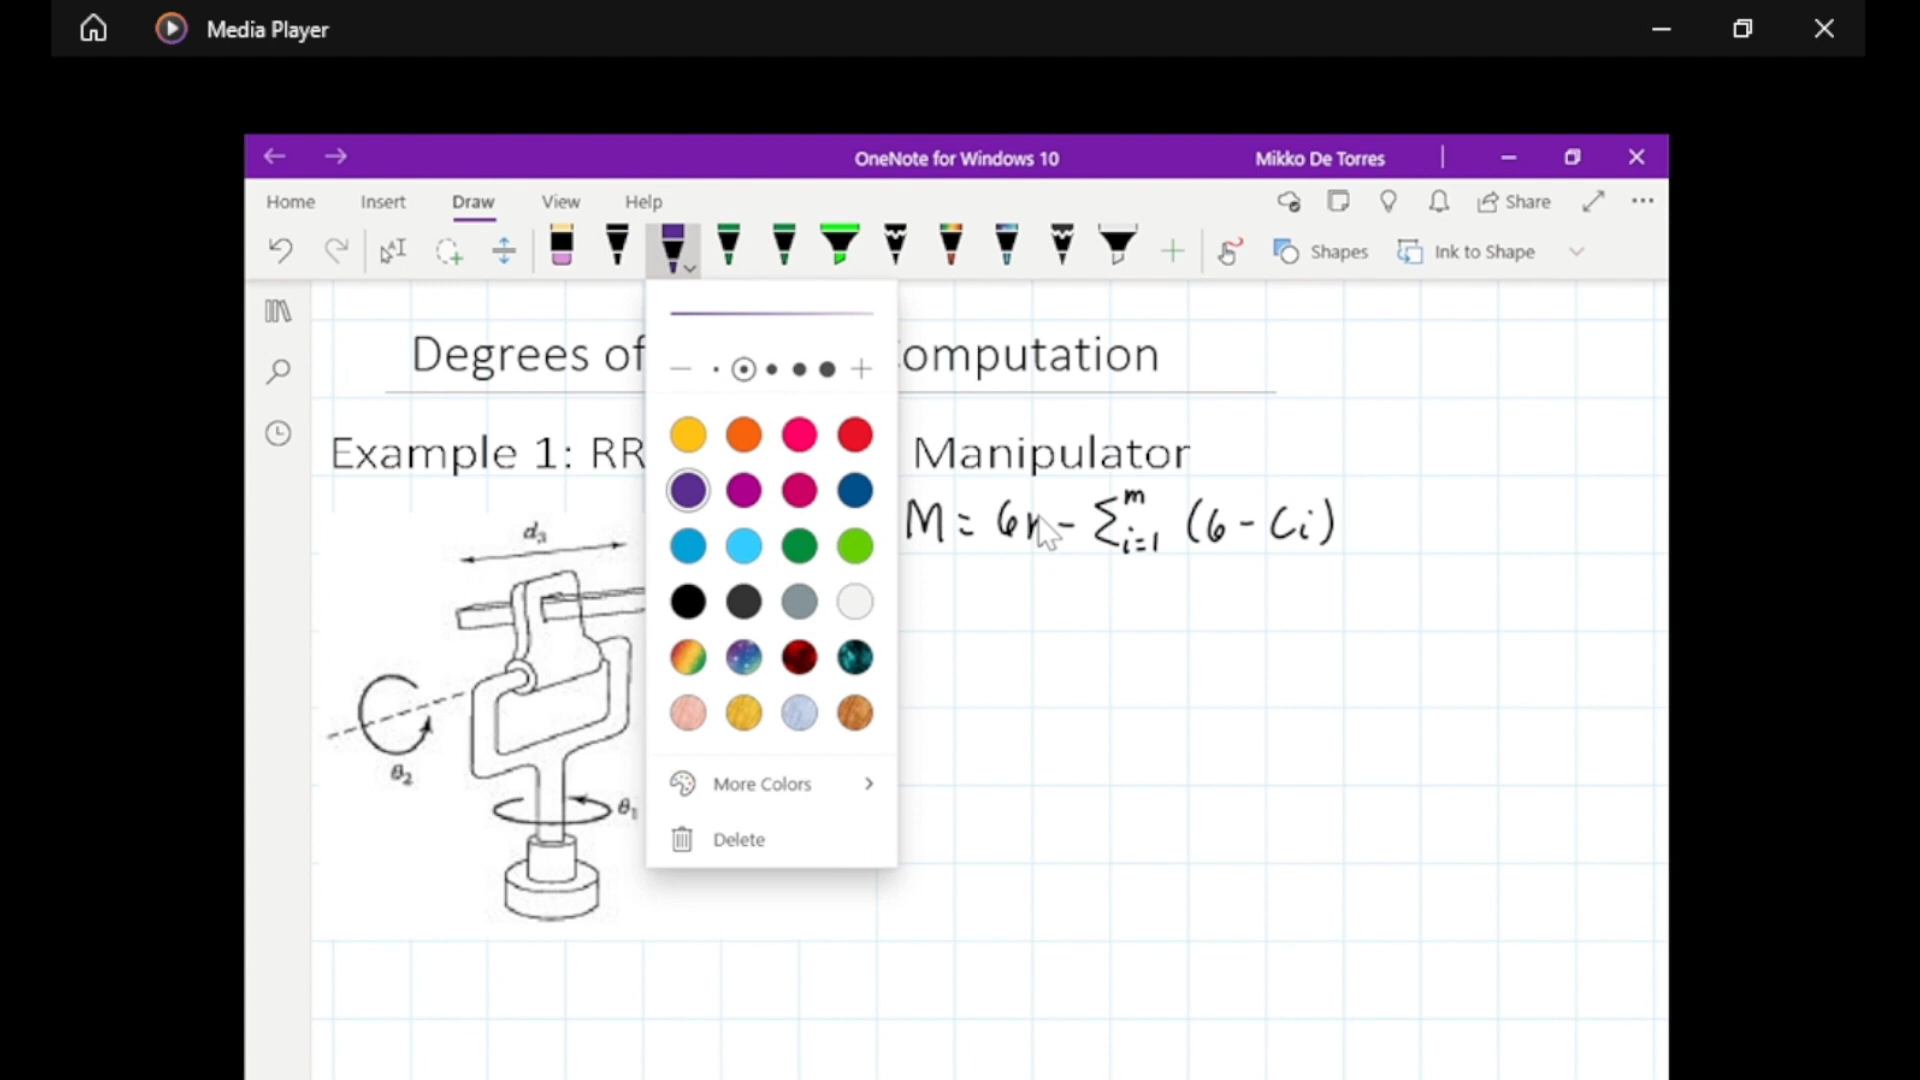 Media Player
OneNote for Windows 10
Mikko De Torres
Home Insert Draw View Help
Share
Shapes
Ink to Shape
Degrees of
omputation
Example 1: RR
Manipulator
M = 6n - Σ^m_{i=1} (6 - Ci)
d₃
θ₂
θ₁
More Colors
Delete